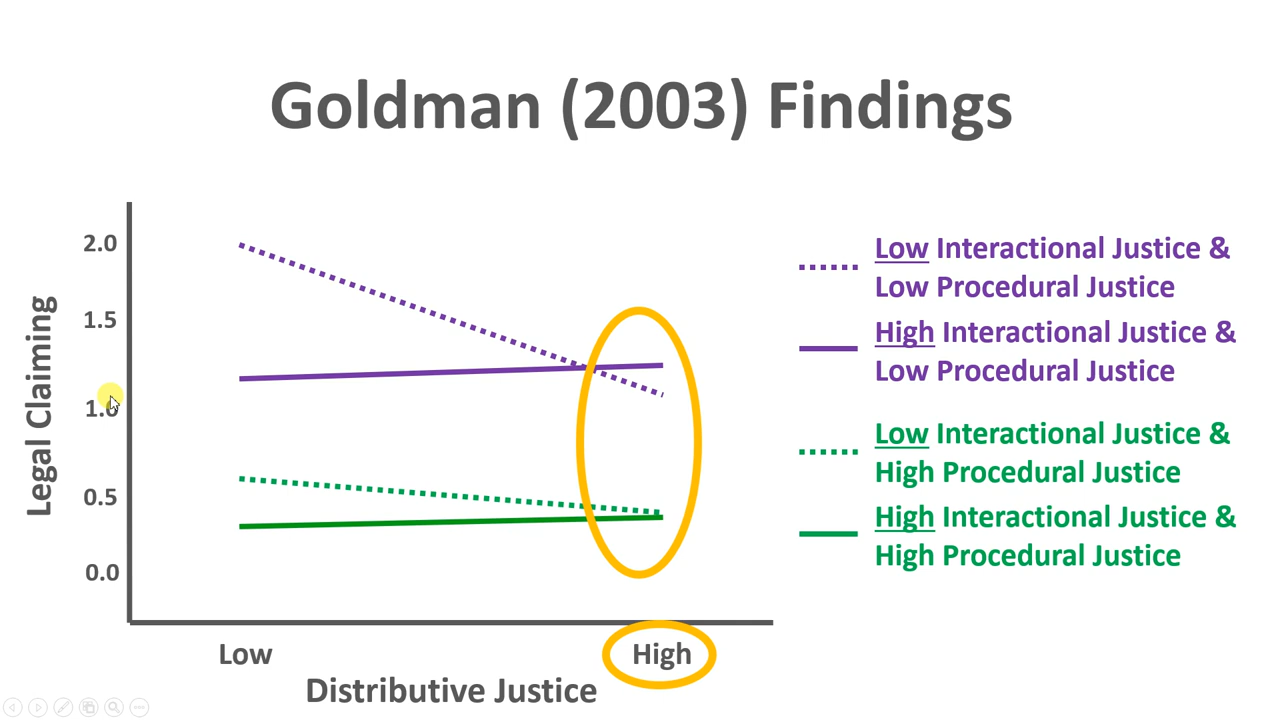 Goldman (2003) Findings
Legal Claiming
2.0
1.5
1.0
0.5
0.0
Low
High
Distributive Justice
Low Interactional Justice &
Low Procedural Justice
High Interactional Justice &
Low Procedural Justice
Low Interactional Justice &
High Procedural Justice
High Interactional Justice &
High Procedural Justice